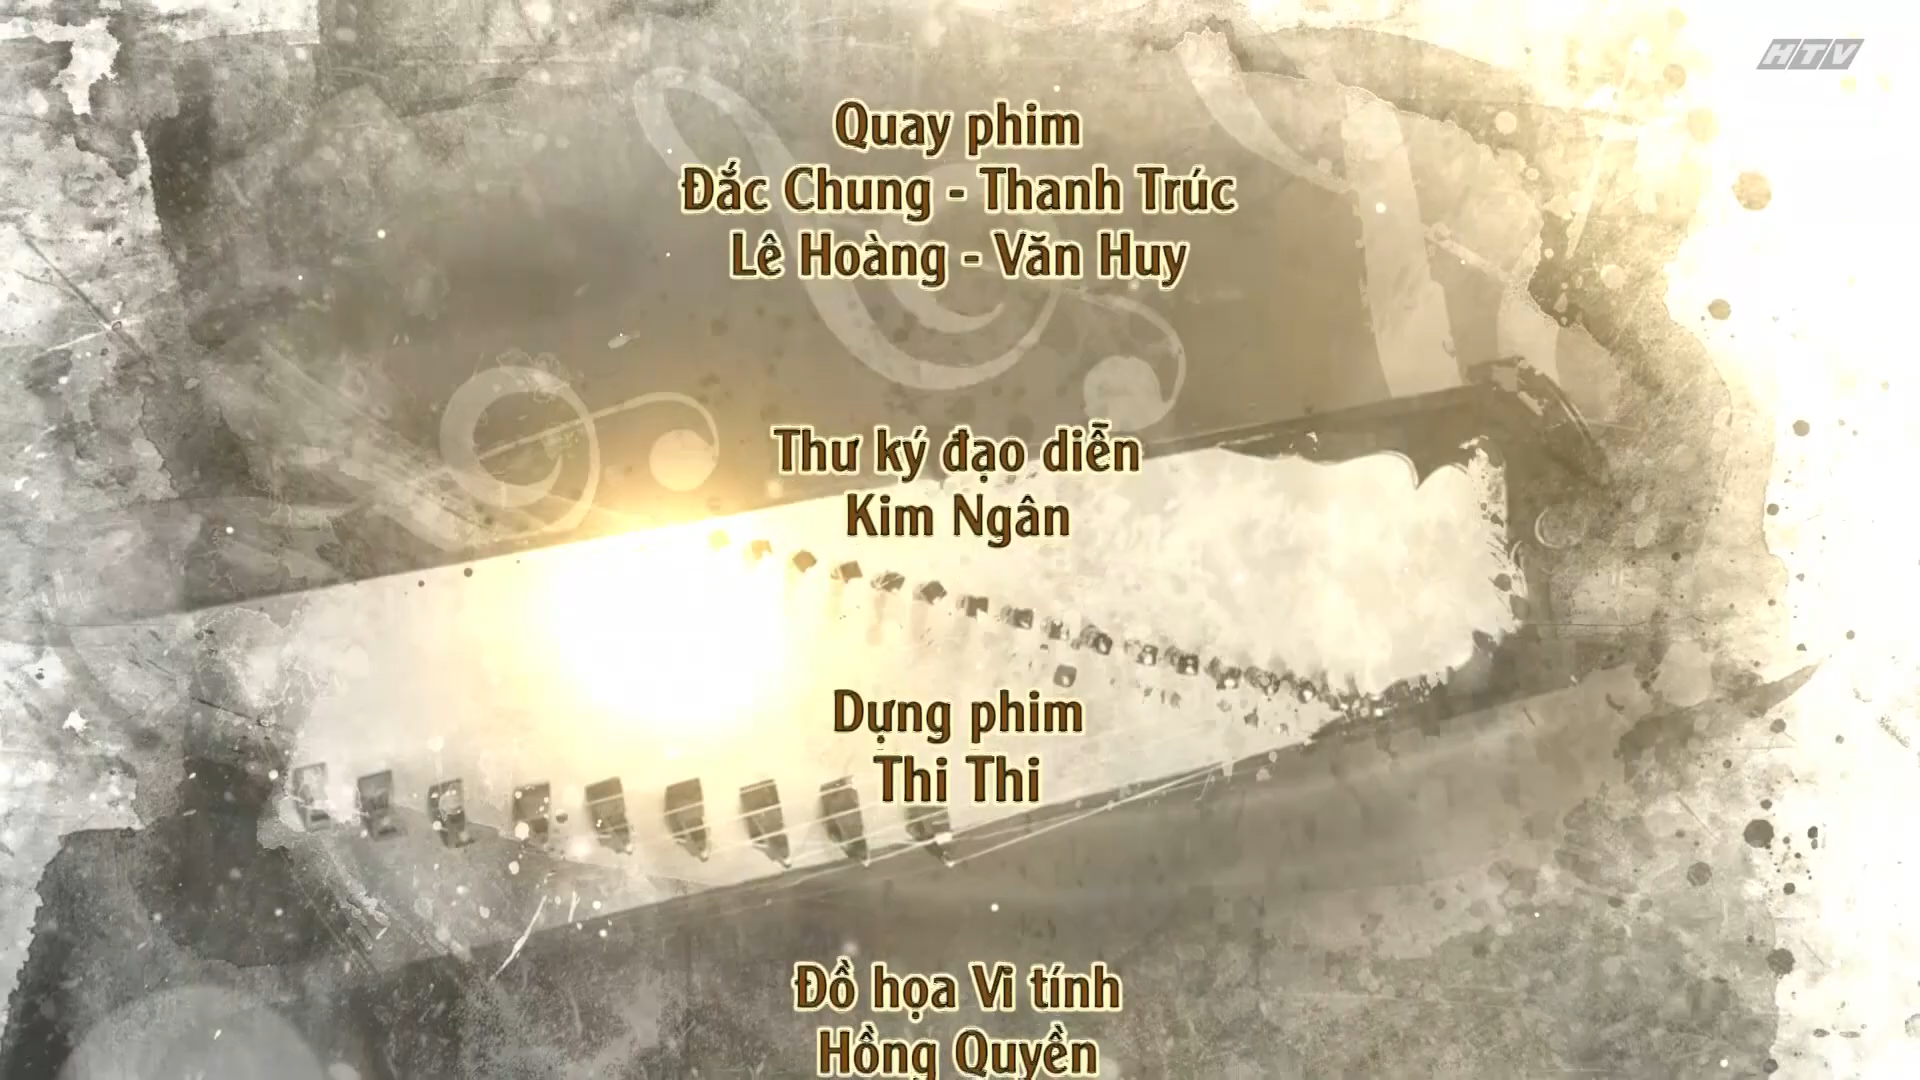 HTV
Quay phim
Đắc Chung - Thanh Trúc
Lê Hoàng - Văn Huy
Thư ký đạo diễn
Kim Ngân
Dựng phim
Thi Thi
Đồ họa Vi tính
Hồng Quyền